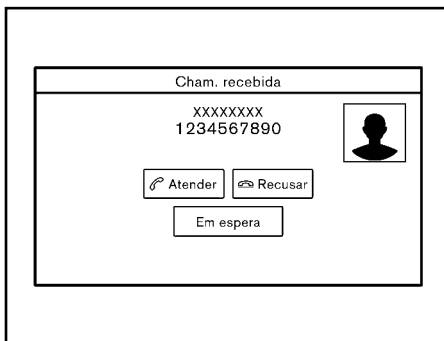 Cham. recebida
XXXXXXXX
1234567890
Atender Recusar
Em espera